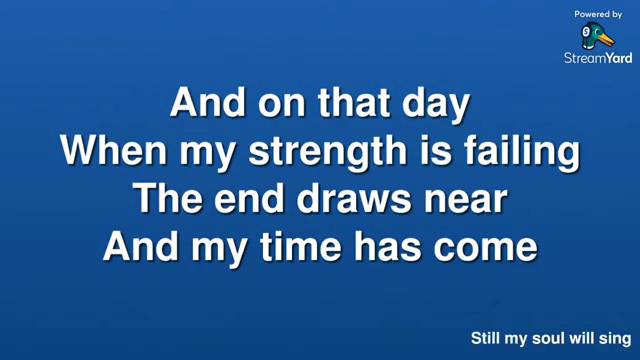 Powered by
StreamYard
And on that day
When my strength is failing
The end draws near
And my time has come
Still my soul will sing